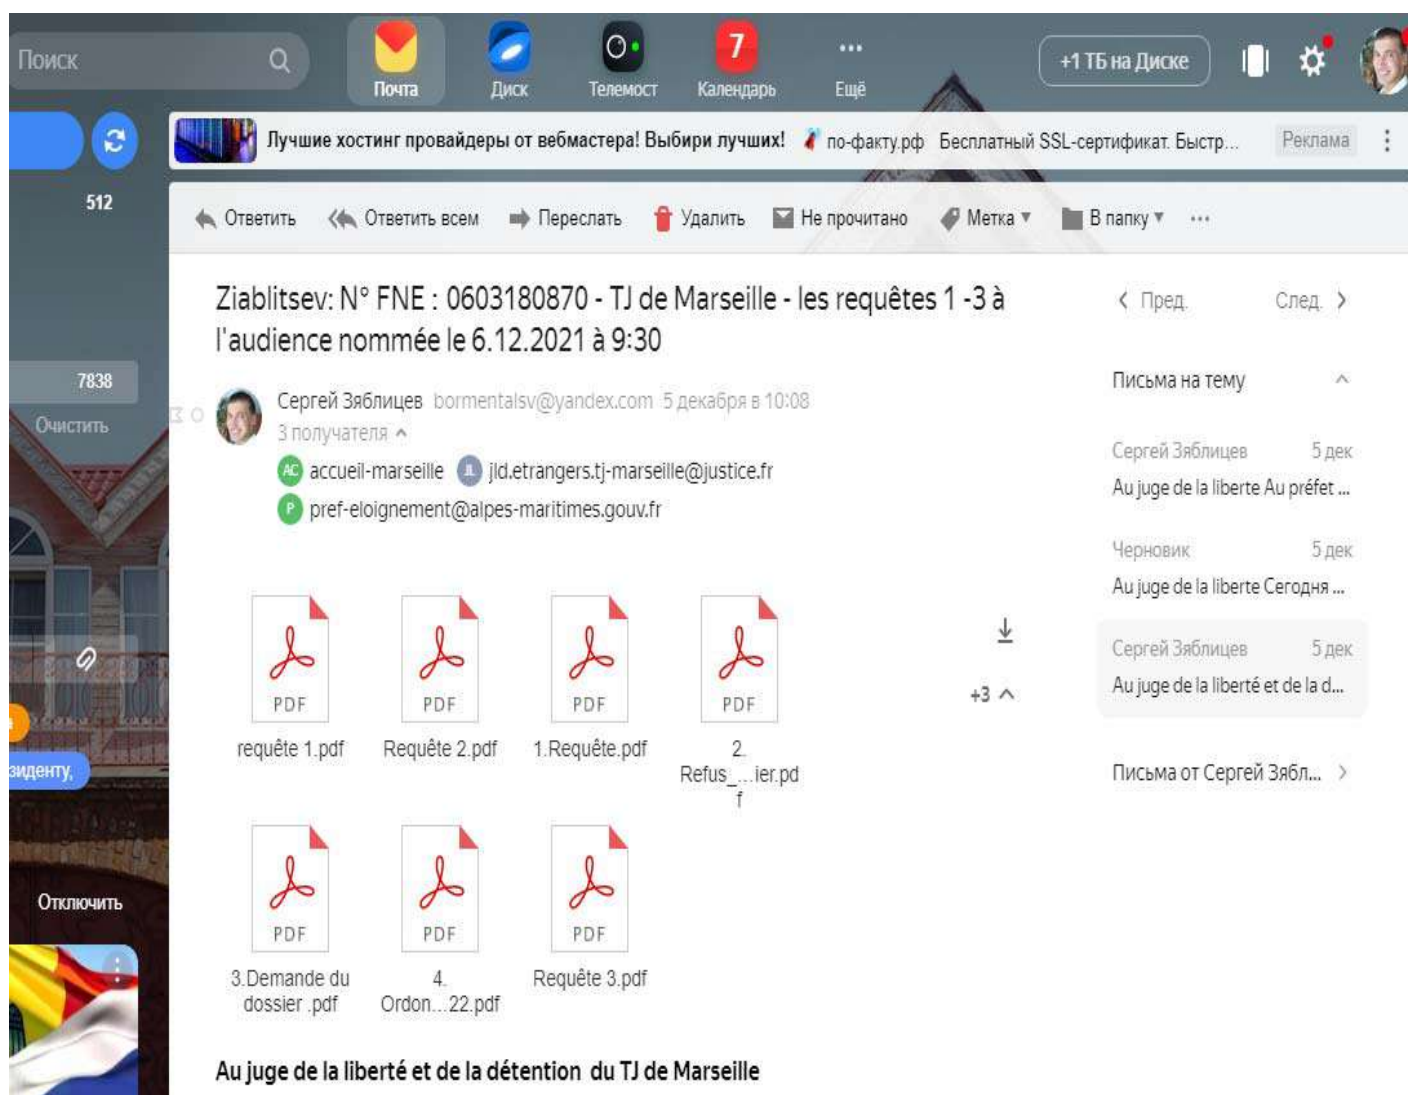 Поиск
Почта
Диск
Телемост
7
Календарь
Ещё
+1 ТБ на Диске
Лучшие хостинг провайдеры от вебмастера! Выбири лучших! по-факту.рф Бесплатный SSL-сертификат. Быстр... Реклама
512
Ответить Ответить всем Переслать Удалить Не прочитано Метка В папку
Ziablitsev: N° FNE : 0603180870 - TJ de Marseille - les requêtes 1 -3 à
l'audience nommée le 6.12.2021 à 9:30
Пред. След.
7838
Очистить
Письма на тему
Сергей Зяблицев bormentalsv@yandex.com 5 декабря в 10:08
3 получателя
AC accueil-marseille JL jld.etrangers.tj-marseille@justice.fr
P pref-eloignement@alpes-maritimes.gouv.fr
Сергей Зяблицев 5 дек
Au juge de la liberte Au préfet ...
Черновик 5 дек
Au juge de la liberte Сегодня ...
Сергей Зяблицев 5 дек
Au juge de la liberté et de la d...
Письма от Сергей Зябл...
PDF PDF PDF PDF
+3
requête 1.pdf Requête 2.pdf 1.Requête.pdf 2.
Refus_...ier.pd
f
зиденту,
PDF PDF PDF
Отключить
3.Demande du
dossier .pdf
4.
Ordon...22.pdf
Requête 3.pdf
Au juge de la liberté et de la détention du TJ de Marseille